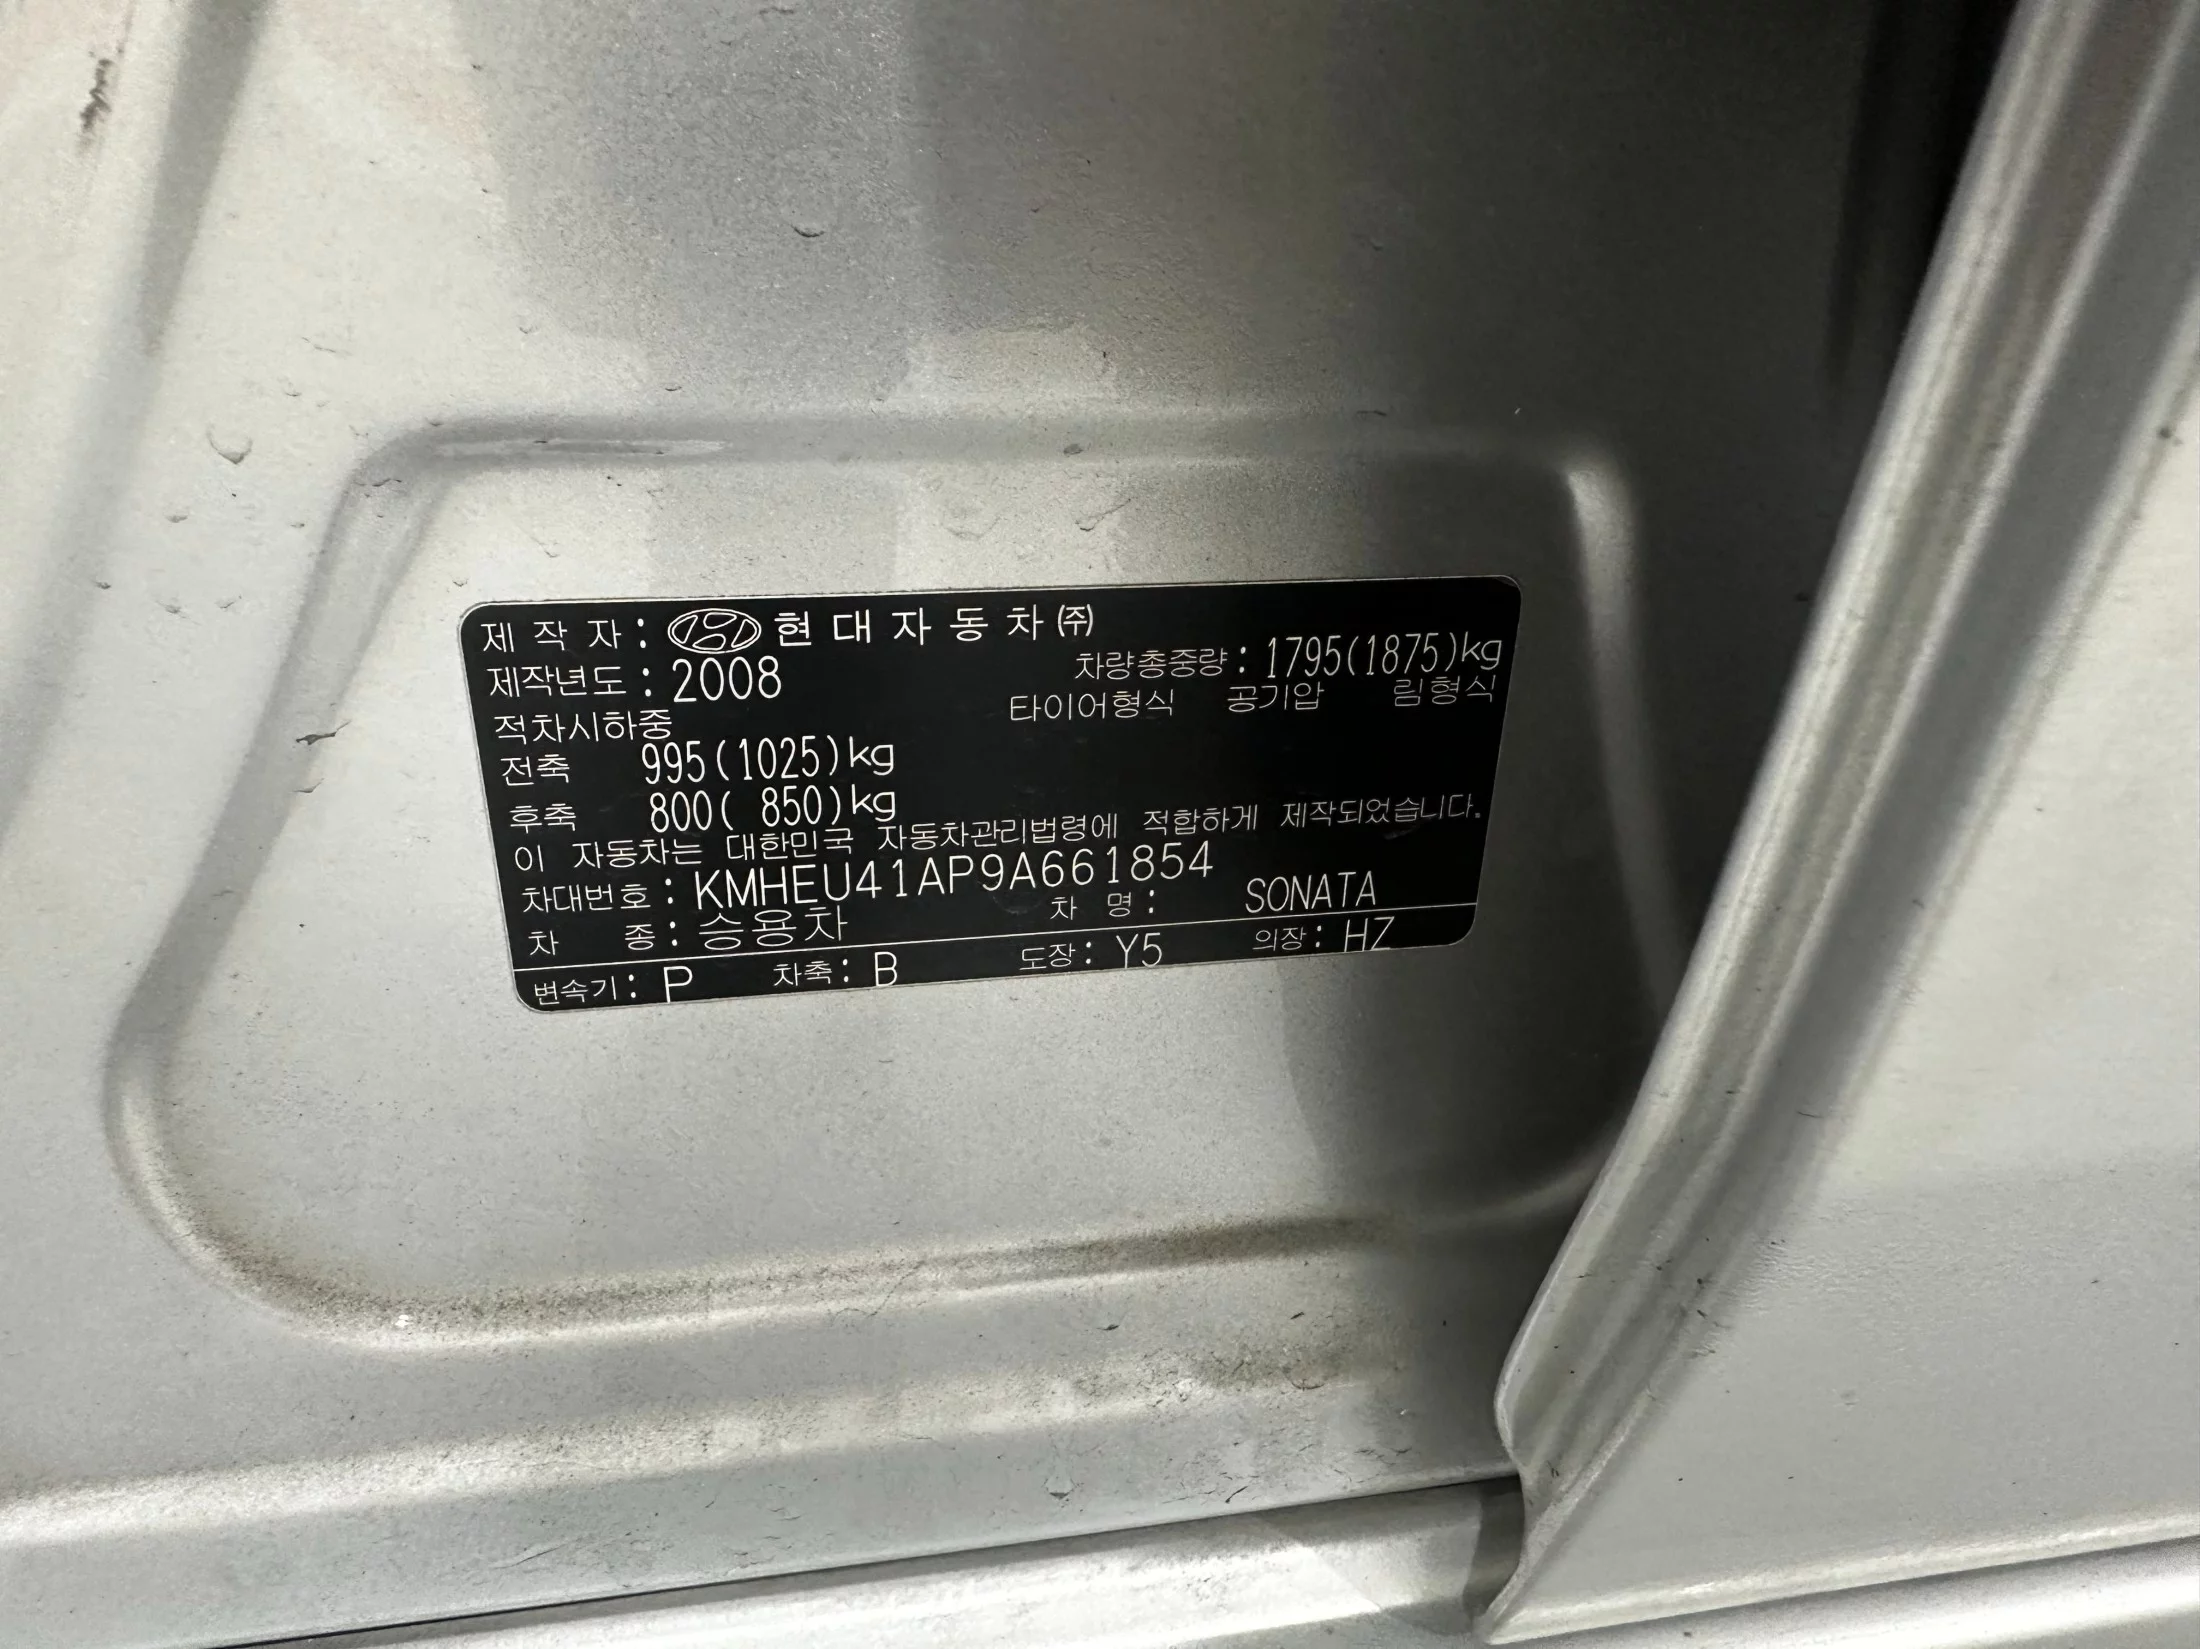 제작자: 현대자동차㈜
제작년도: 2008 차량총중량: 1795(1875)kg
적차시하중 타이어형식 공기압 림형식
전축 995(1025)kg
후축 800( 850)kg
이 자동차는 대한민국 자동차관리법령에 적합하게 제작되었습니다.
차대번호: KMHEU41AP9A661854
차 종: 승용차 차 명: SONATA
변속기: P 차축: B 도장: Y5 의장: HZ